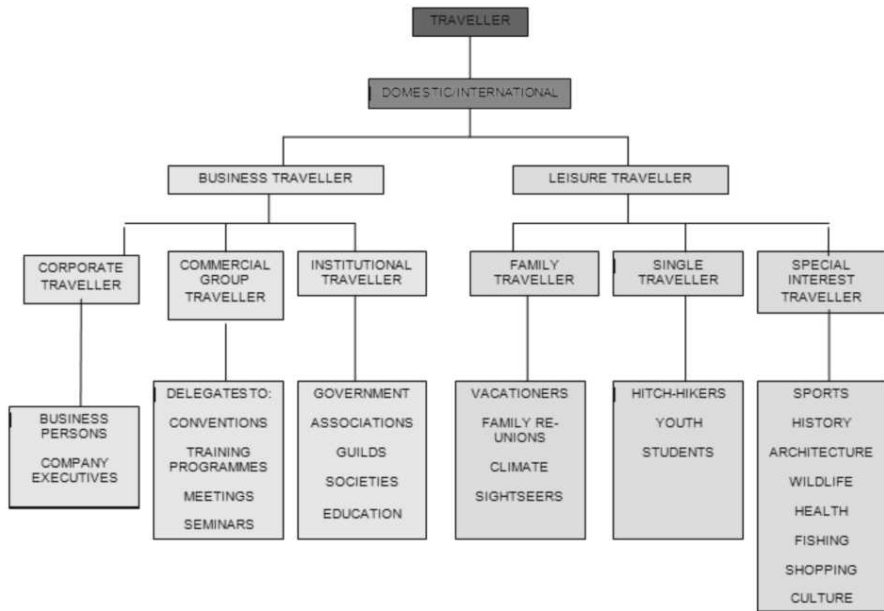 TRAVELLER
DOMESTIC/INTERNATIONAL
BUSINESS TRAVELLER
LEISURE TRAVELLER
CORPORATE
TRAVELLER
COMMERCIAL
GROUP
TRAVELLER
INSTITUTIONAL
TRAVELLER
FAMILY
TRAVELLER
SINGLE
TRAVELLER
SPECIAL
INTEREST
TRAVELLER
BUSINESS
PERSONS
COMPANY
EXECUTIVES
DELEGATES TO:
CONVENTIONS
TRAINING
PROGRAMMES
MEETINGS
SEMINARS
GOVERNMENT
ASSOCIATIONS
GUILDS
SOCIETIES
EDUCATION
VACATIONERS
FAMILY RE-
UNIONS
CLIMATE
SIGHTSEERS
HITCH-HIKERS
YOUTH
STUDENTS
SPORTS
HISTORY
ARCHITECTURE
WILDLIFE
HEALTH
FISHING
SHOPPING
CULTURE